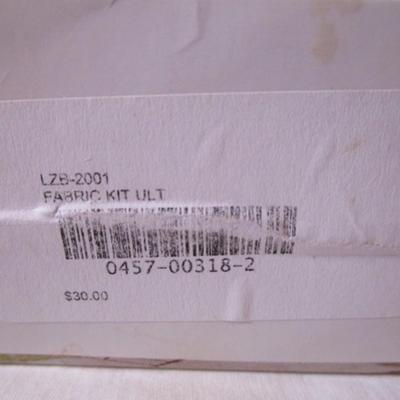 LZB-2001
FABRIC KIT ULT
0457-00318-2
$30.00